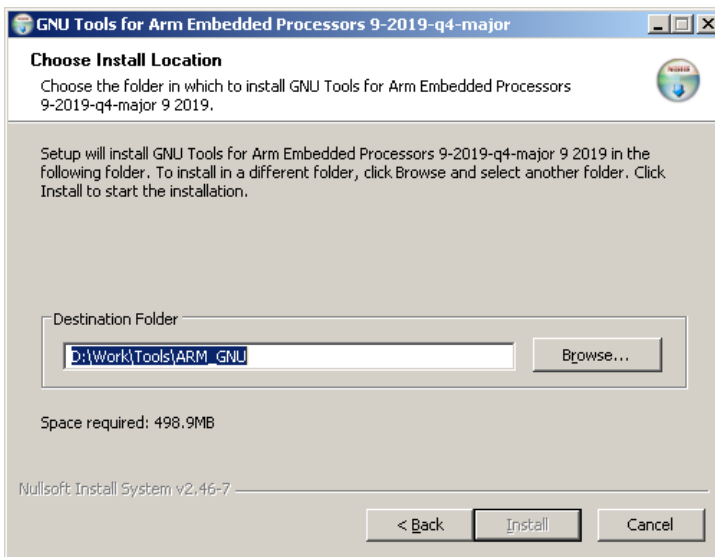 GNU Tools for Arm Embedded Processors 9-2019-q4-major
Choose Install Location
Choose the folder in which to install GNU Tools for Arm Embedded Processors
9-2019-q4-major 9 2019.
Setup will install GNU Tools for Arm Embedded Processors 9-2019-q4-major 9 2019 in the
following folder. To install in a different folder, click Browse and select another folder. Click
Install to start the installation.
Destination Folder
D:\Work\Tools\ARM_GNU
Browse...
Space required: 498.9MB
Nullsoft Install System v2.46-7
< Back
Install
Cancel